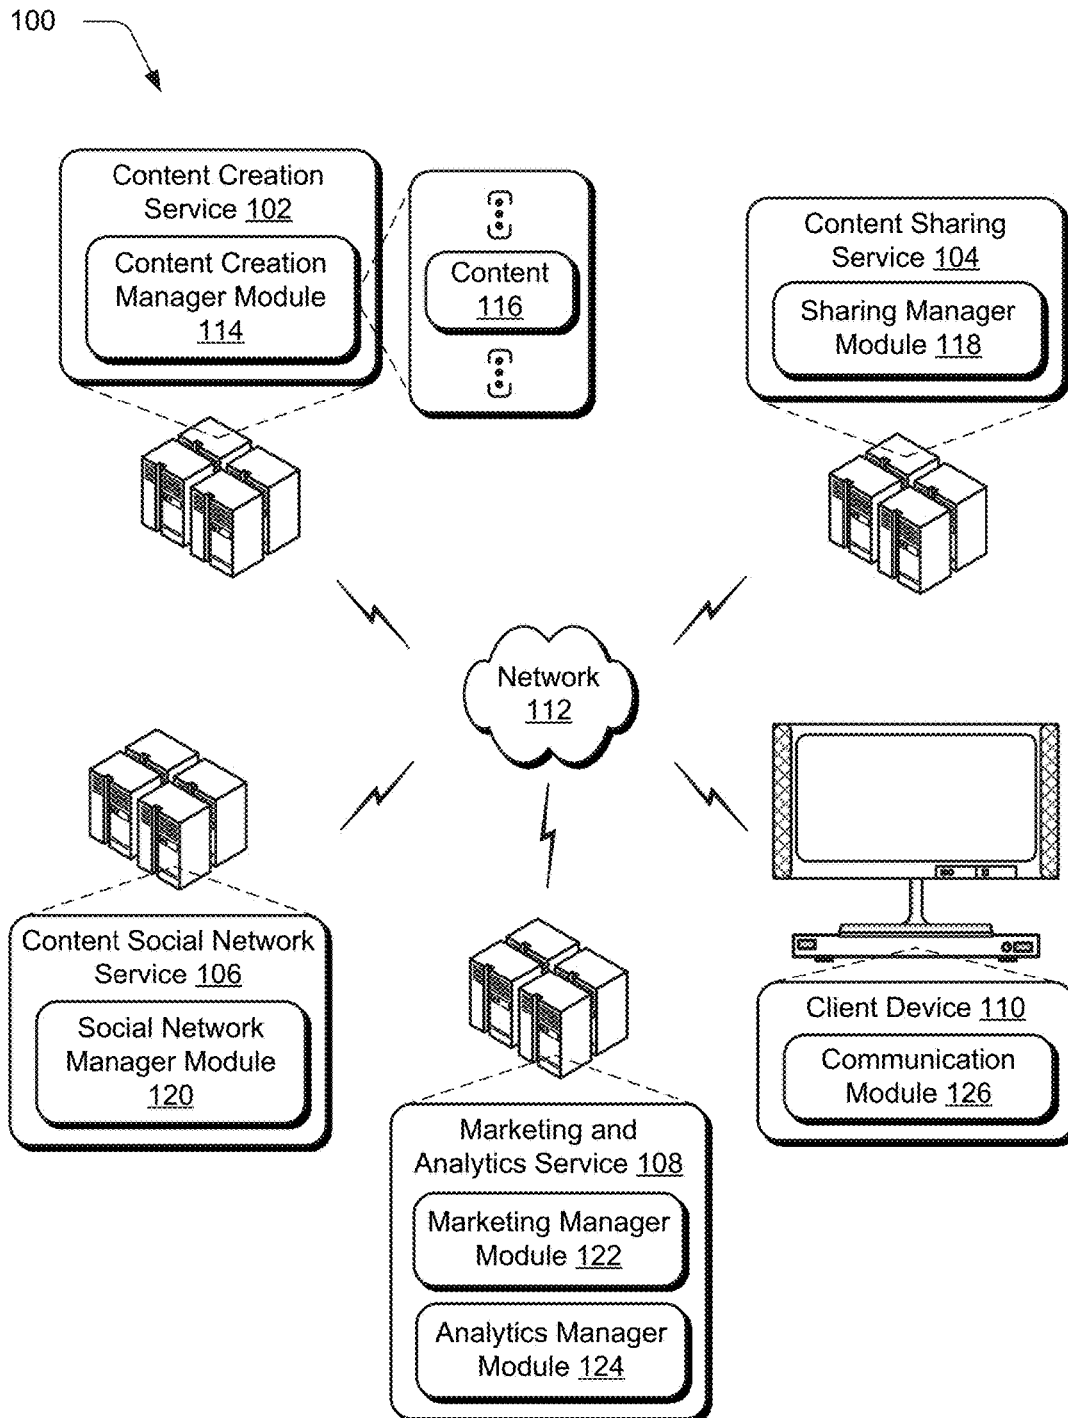 100
Content Creation
Service 102
Content Creation
Manager Module
114
Content
116
Content Sharing
Service 104
Sharing Manager
Module 118
Network
112
Content Social Network
Service 106
Social Network
Manager Module
120
Client Device 110
Communication
Module 126
Marketing and
Analytics Service 108
Marketing Manager
Module 122
Analytics Manager
Module 124